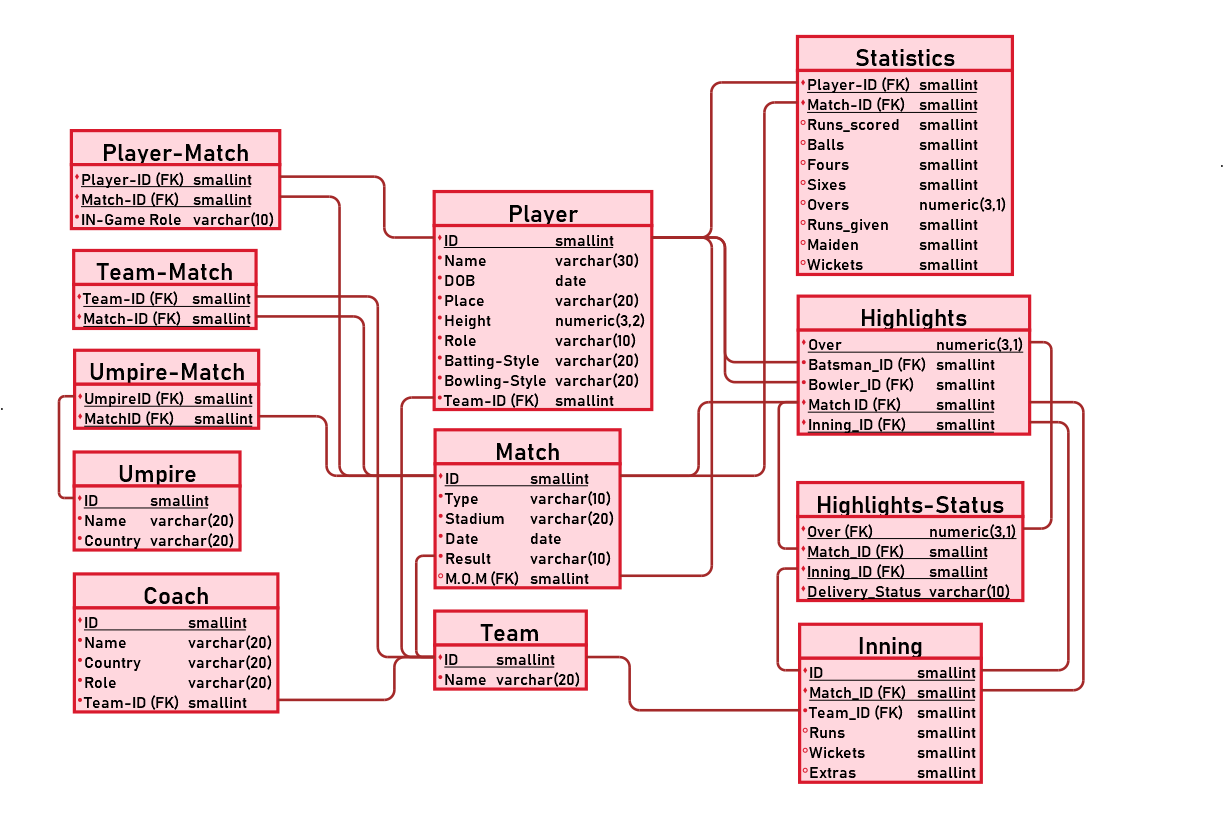 Player-Match
Player-ID (FK) smallint
Match-ID (FK) smallint
IN-Game Role varchar(10)
Team-Match
Team-ID (FK) smallint
Match-ID (FK) smallint
Umpire-Match
UmpireID (FK) smallint
MatchID (FK) smallint
Umpire
ID smallint
Name varchar(20)
Country varchar(20)
Coach
ID smallint
Name varchar(20)
Country varchar(20)
Role varchar(20)
Team-ID (FK) smallint
Player
ID smallint
Name varchar(30)
DOB date
Place varchar(20)
Height numeric(3,2)
Role varchar(10)
Batting-Style varchar(20)
Bowling-Style varchar(20)
Team-ID (FK) smallint
Match
ID smallint
Type varchar(10)
Stadium varchar(20)
Date date
Result varchar(10)
M.O.M (FK) smallint
Team
ID smallint
Name varchar(20)
Statistics
Player-ID (FK) smallint
Match-ID (FK) smallint
Runs_scored smallint
Balls smallint
Fours smallint
Sixes smallint
Overs numeric(3,1)
Runs_given smallint
Maiden smallint
Wickets smallint
Highlights
Over numeric(3,1)
Batsman_ID (FK) smallint
Bowler_ID (FK) smallint
Match ID (FK) smallint
Inning_ID (FK) smallint
Highlights-Status
Over (FK) numeric(3,1)
Match_ID (FK) smallint
Inning_ID (FK) smallint
Delivery_Status varchar(10)
Inning
ID smallint
Match_ID (FK) smallint
Team_ID (FK) smallint
Runs smallint
Wickets smallint
Extras smallint